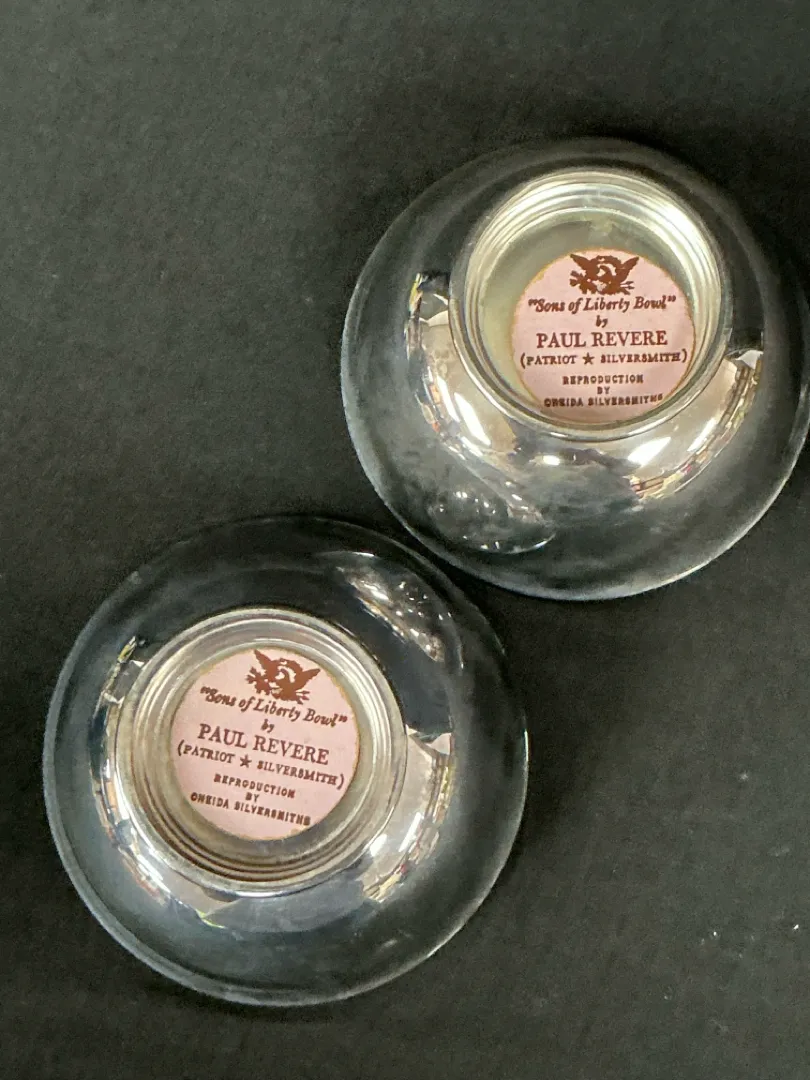 "Sons of Liberty Bowl"
by
PAUL REVERE
(PATRIOT ★ SILVERSMITH)
REPRODUCTION
BY
ONEIDA SILVERSMITHS
"Sons of Liberty Bowl"
by
PAUL REVERE
(PATRIOT ★ SILVERSMITH)
REPRODUCTION
BY
ONEIDA SILVERSMITHS